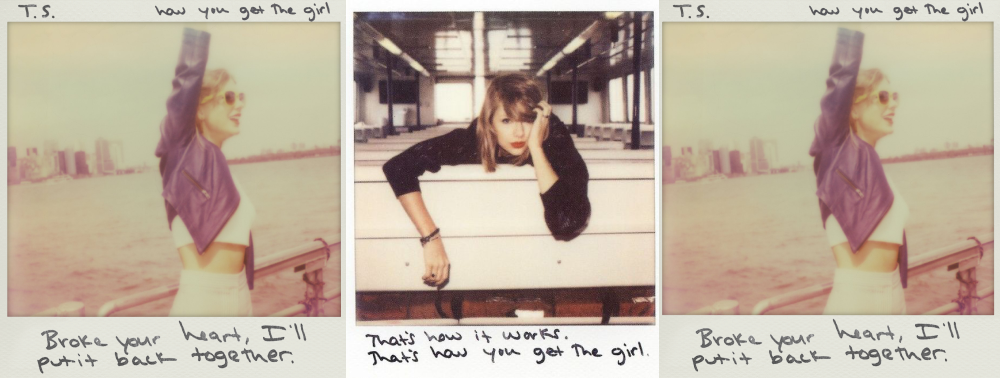 T.S. how you get the girl
Broke your heart, I'll
put it back together.
That's how it works.
That's how you get the girl.
T.S. how you get the girl
Broke your heart, I'll
put it back together.